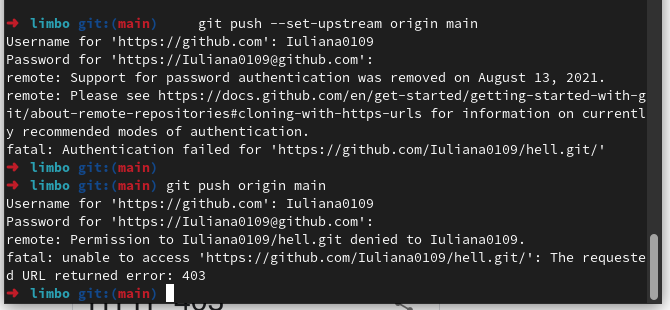 ➜ limbo git:(main) git push --set-upstream origin main
Username for 'https://github.com': Iuliana0109
Password for 'https://Iuliana0109@github.com':
remote: Support for password authentication was removed on August 13, 2021.
remote: Please see https://docs.github.com/en/get-started/getting-started-with-g
it/about-remote-repositories#cloning-with-https-urls for information on currentl
y recommended modes of authentication.
fatal: Authentication failed for 'https://github.com/Iuliana0109/hell.git/'
➜ limbo git:(main)
➜ limbo git:(main) git push origin main
Username for 'https://github.com': Iuliana0109
Password for 'https://Iuliana0109@github.com':
remote: Permission to Iuliana0109/hell.git denied to Iuliana0109.
fatal: unable to access 'https://github.com/Iuliana0109/hell.git/': The requeste
d URL returned error: 403
➜ limbo git:(main)